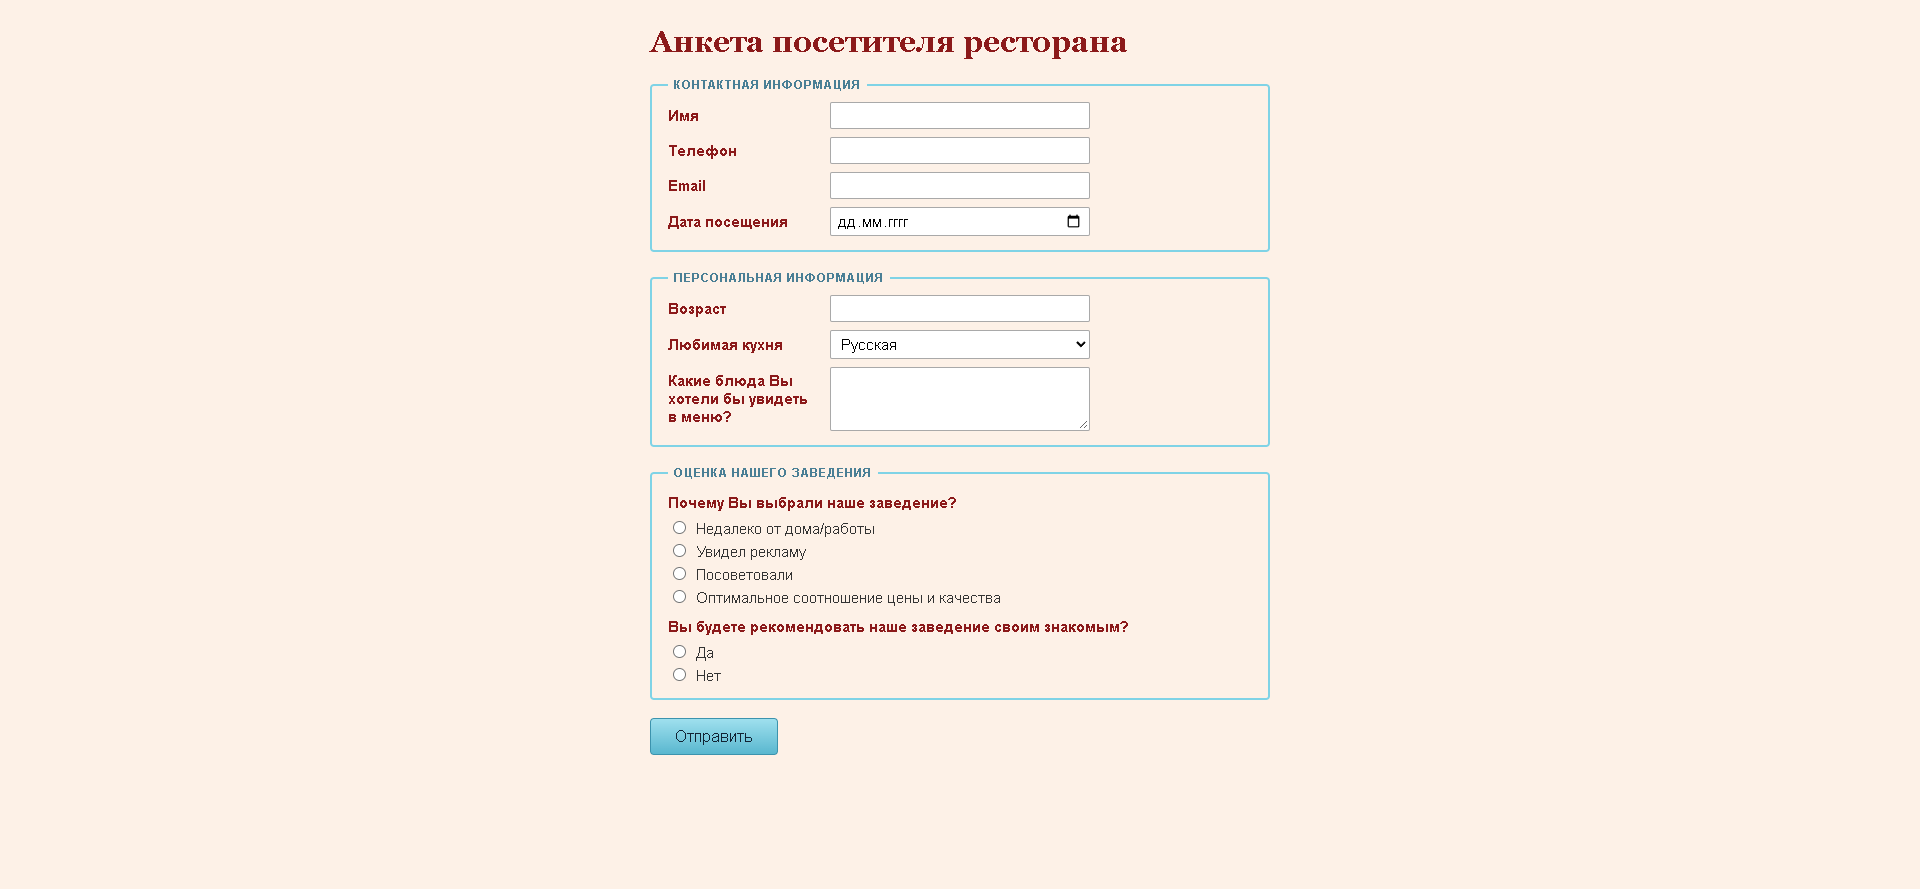 Анкета посетителя ресторана
КОНТАКТНАЯ ИНФОРМАЦИЯ
Имя
Телефон
Email
Дата посещения
дд.мм.гггг
ПЕРСОНАЛЬНАЯ ИНФОРМАЦИЯ
Возраст
Любимая кухня
Русская
Какие блюда Вы
хотели бы увидеть
в меню?
ОЦЕНКА НАШЕГО ЗАВЕДЕНИЯ
Почему Вы выбрали наше заведение?
Недалеко от дома/работы
Увидел рекламу
Посоветовали
Оптимальное соотношение цены и качества
Вы будете рекомендовать наше заведение своим знакомым?
Да
Нет
Отправить